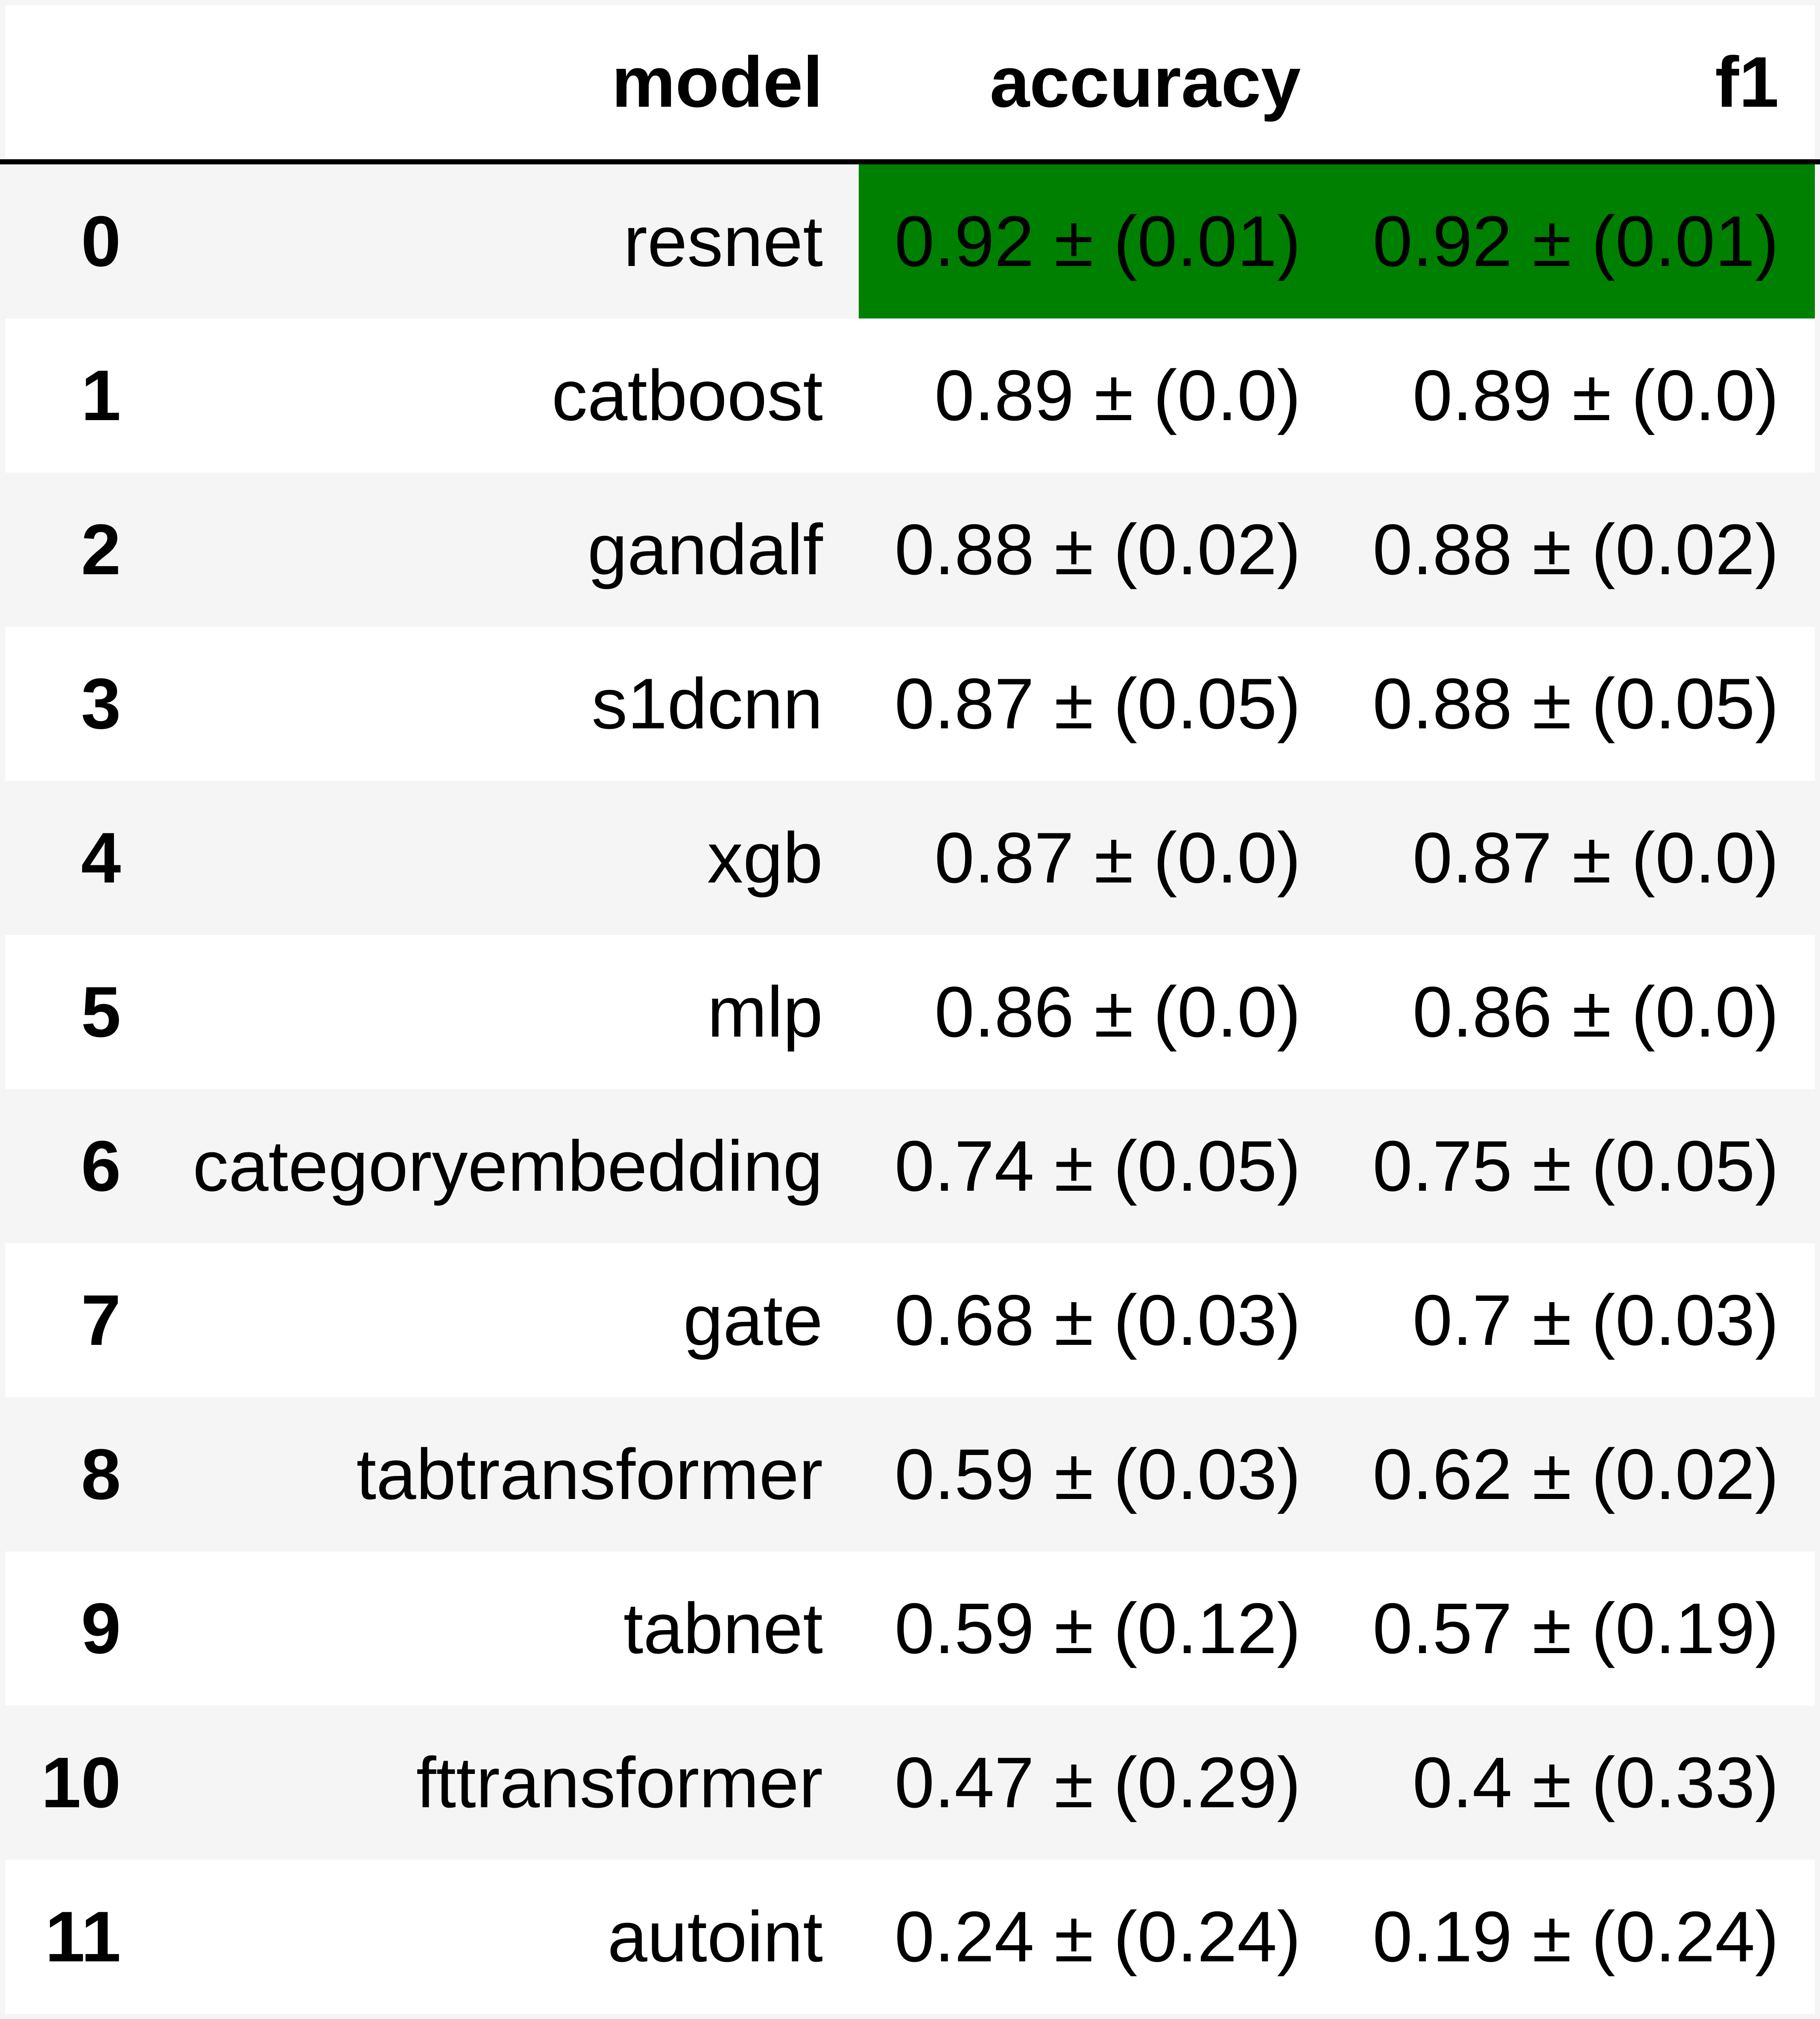 model accuracy f1
0 resnet 0.92 ± (0.01) 0.92 ± (0.01)
1 catboost 0.89 ± (0.0) 0.89 ± (0.0)
2 gandalf 0.88 ± (0.02) 0.88 ± (0.02)
3 s1dcnn 0.87 ± (0.05) 0.88 ± (0.05)
4 xgb 0.87 ± (0.0) 0.87 ± (0.0)
5 mlp 0.86 ± (0.0) 0.86 ± (0.0)
6 categoryembedding 0.74 ± (0.05) 0.75 ± (0.05)
7 gate 0.68 ± (0.03) 0.7 ± (0.03)
8 tabtransformer 0.59 ± (0.03) 0.62 ± (0.02)
9 tabnet 0.59 ± (0.12) 0.57 ± (0.19)
10 fttransformer 0.47 ± (0.29) 0.4 ± (0.33)
11 autoint 0.24 ± (0.24) 0.19 ± (0.24)